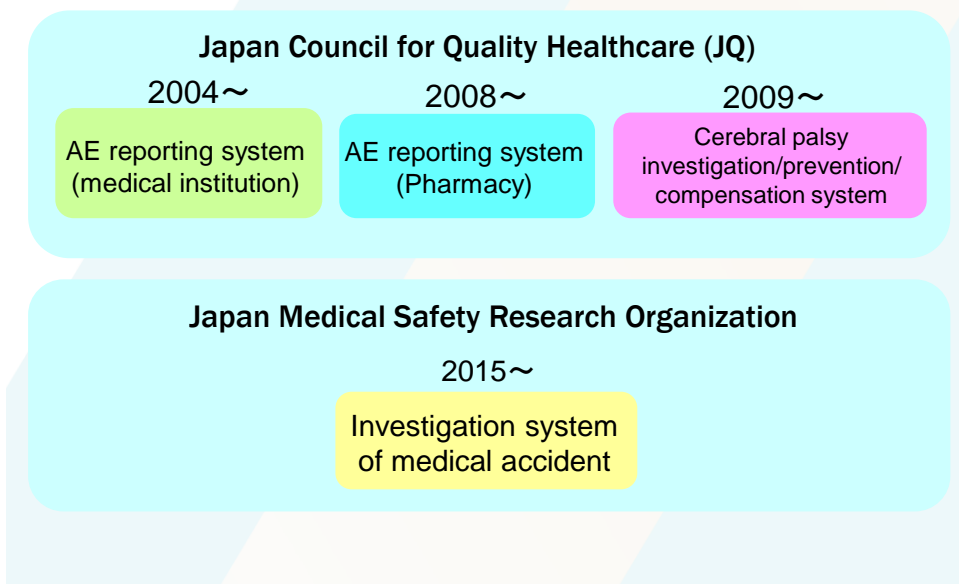 Japan Council for Quality Healthcare (JQ)
2004～
2008～
2009～
AE reporting system
(medical institution)
AE reporting system
(Pharmacy)
Cerebral palsy
investigation/prevention/
compensation system
Japan Medical Safety Research Organization
2015～
Investigation system
of medical accident